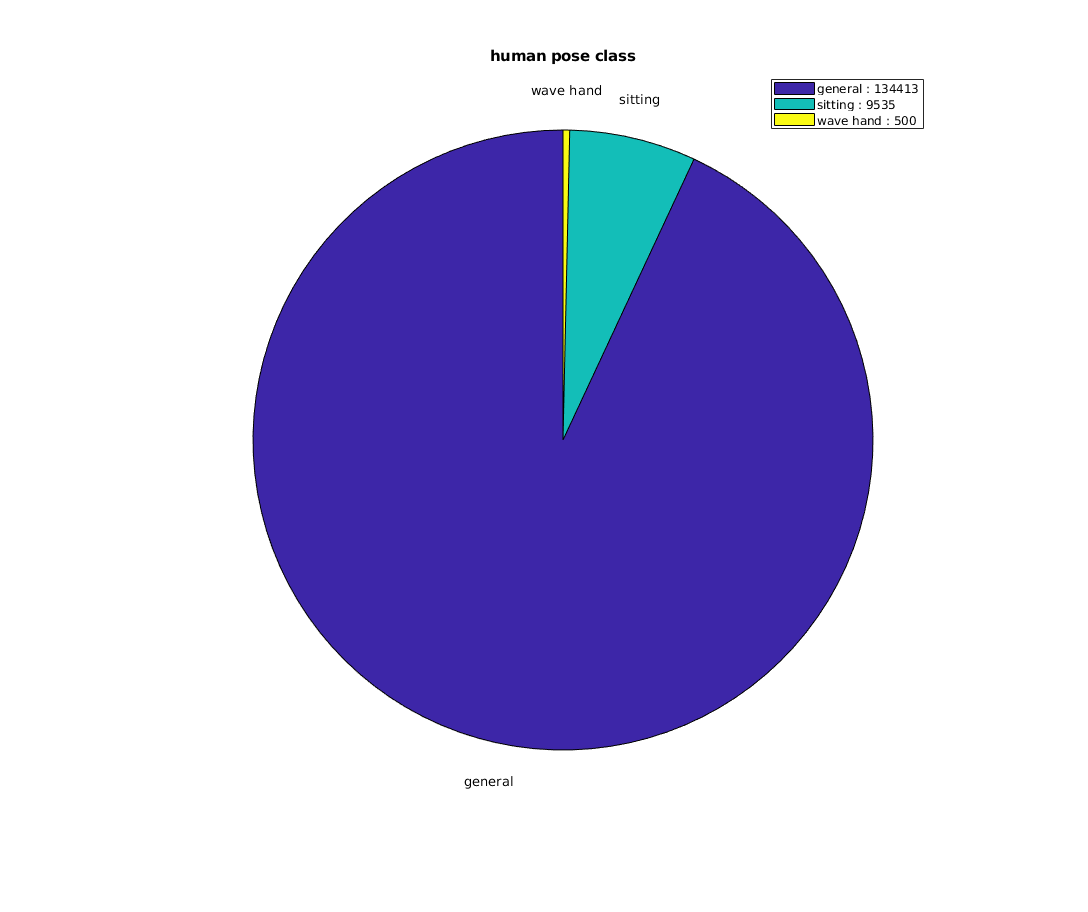 human pose class
wave hand
sitting
general : 134413
sitting : 9535
wave hand : 500
general